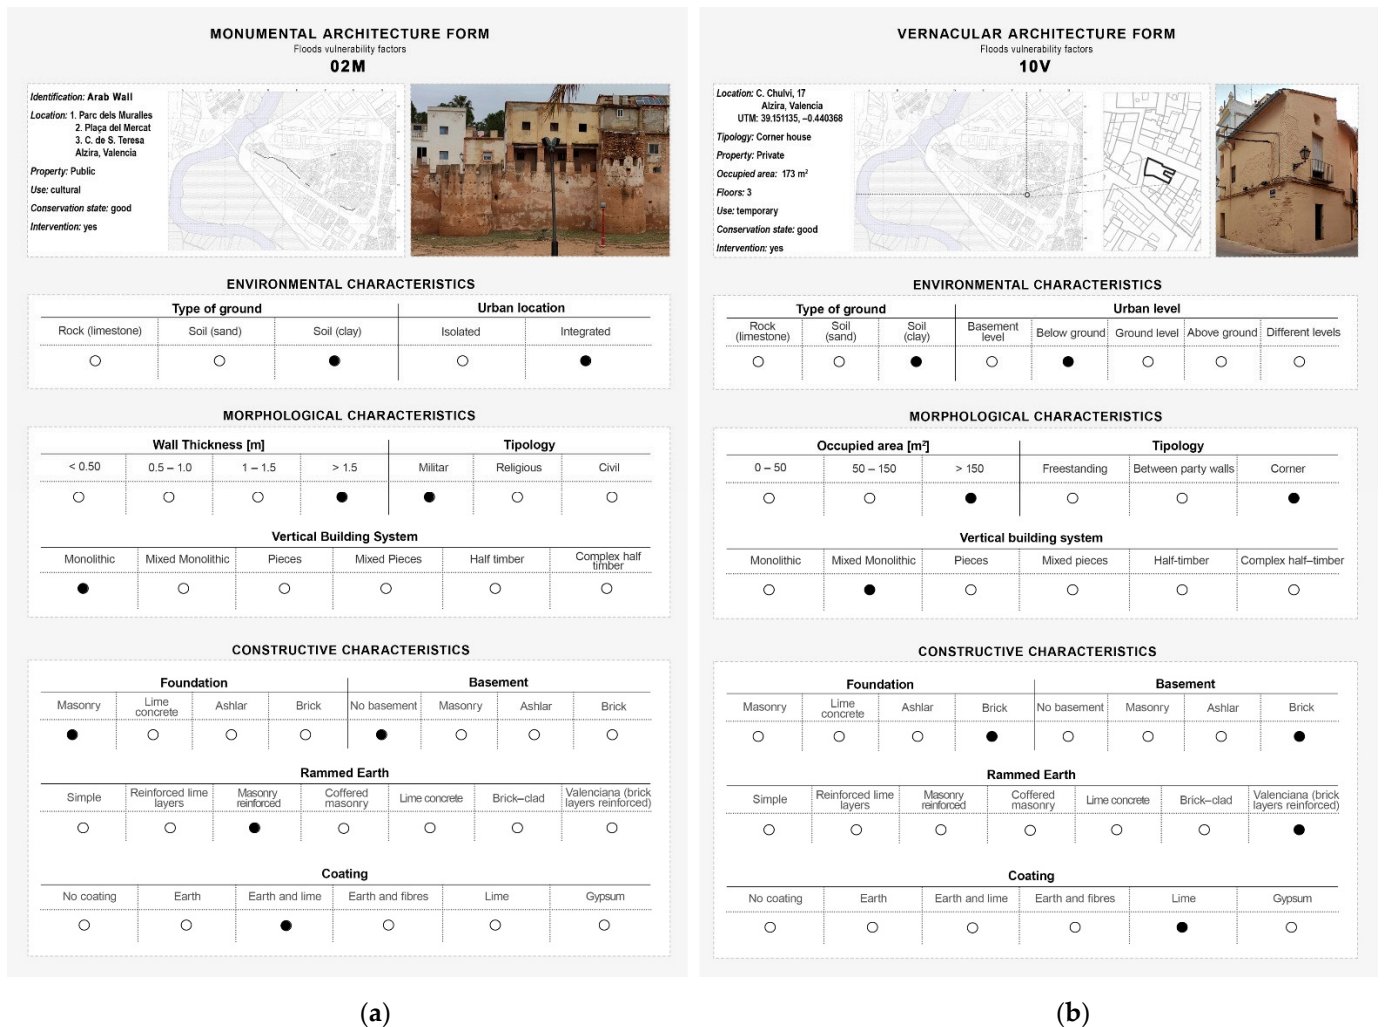 MONUMENTAL ARCHITECTURE FORM
Floods vulnerability factors
02M
Identification: Arab Wall
Location: 1. Parc dels Muralles
2. Plaça del Mercat
3. C. de S. Teresa
Alzira, Valencia
Property: Public
Use: cultural
Conservation state: good
Intervention: yes
ENVIRONMENTAL CHARACTERISTICS
Type of ground Urban location
Rock (limestone) Soil (sand) Soil (clay) Isolated Integrated
MORPHOLOGICAL CHARACTERISTICS
Wall Thickness [m] Tipology
< 0.50 0.5 – 1.0 1 – 1.5 > 1.5 Militar Religious Civil
Vertical Building System
Monolithic Mixed Monolithic Pieces Mixed Pieces Half timber Complex half
timber
CONSTRUCTIVE CHARACTERISTICS
Foundation Basement
Masonry Lime Ashlar Brick No basement Masonry Ashlar Brick
concrete
Rammed Earth
Simple Reinforced lime Masonry Coffered Lime concrete Brick–clad Valenciana (brick
layers reinforced masonry layers reinforced)
Coating
No coating Earth Earth and lime Earth and fibres Lime Gypsum
(a)
VERNACULAR ARCHITECTURE FORM
Floods vulnerability factors
10V
Location: C. Chulvi, 17
Alzira, Valencia
UTM: 39.151135, –0.440368
Tipology: Corner house
Property: Private
Occupied area: 173 m²
Floors: 3
Use: temporary
Conservation state: good
Intervention: yes
ENVIRONMENTAL CHARACTERISTICS
Type of ground Urban level
Rock Soil Soil Basement Below ground Ground level Above ground Different levels
(limestone) (sand) (clay) level
MORPHOLOGICAL CHARACTERISTICS
Occupied area [m²] Tipology
0 – 50 50 – 150 > 150 Freestanding Between party walls Corner
Vertical building system
Monolithic Mixed Monolithic Pieces Mixed pieces Half-timber Complex half–timber
CONSTRUCTIVE CHARACTERISTICS
Foundation Basement
Masonry Lime Ashlar Brick No basement Masonry Ashlar Brick
concrete
Rammed Earth
Simple Reinforced lime Masonry Coffered Lime concrete Brick–clad Valenciana (brick
layers reinforced masonry layers reinforced)
Coating
No coating Earth Earth and lime Earth and fibres Lime Gypsum
(b)